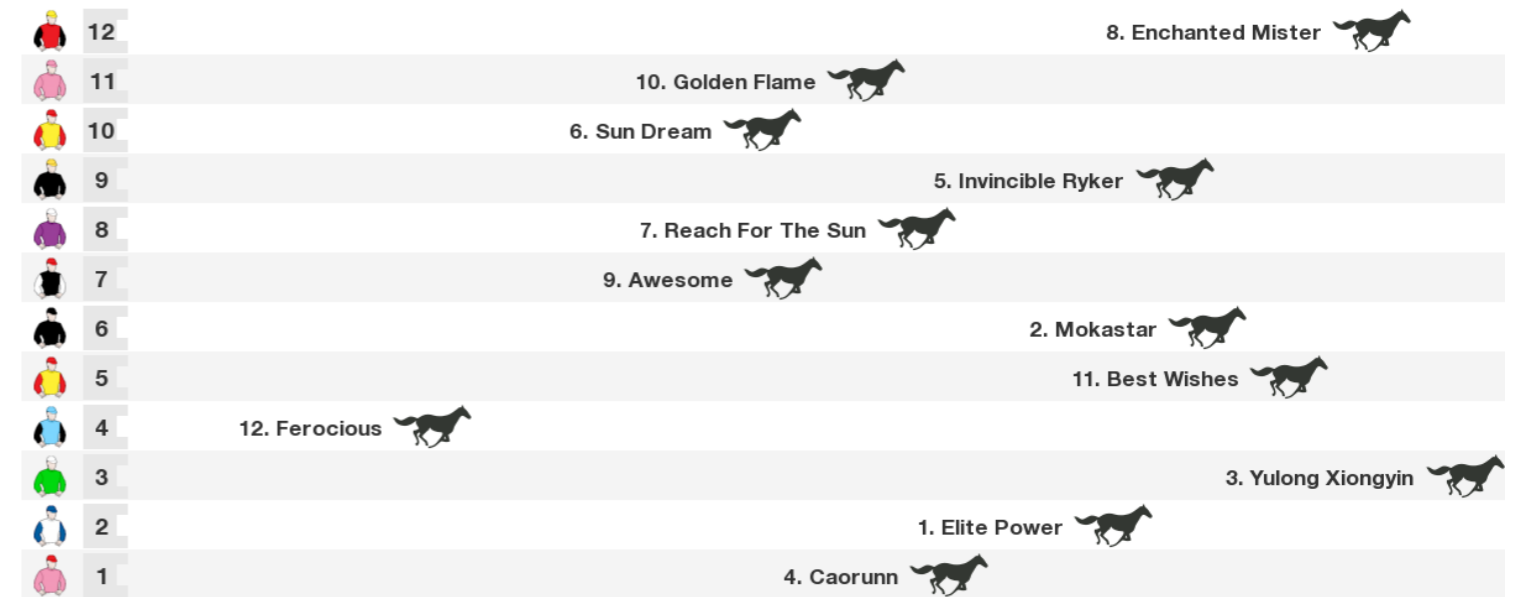 12 8. Enchanted Mister
11 10. Golden Flame
10 6. Sun Dream
9 5. Invincible Ryker
8 7. Reach For The Sun
7 9. Awesome
6 2. Mokastar
5 11. Best Wishes
4 12. Ferocious
3 3. Yulong Xiongyin
2 1. Elite Power
1 4. Caorunn